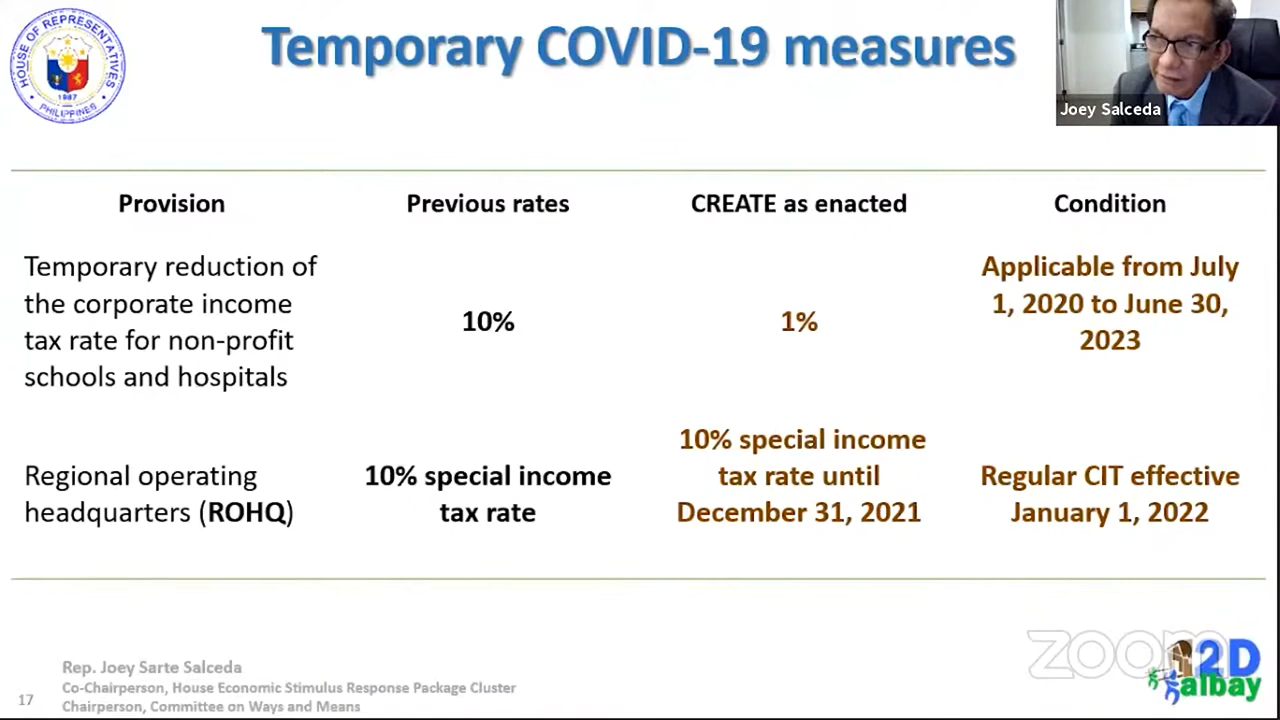 HOUSE OF REPRESENTATIVES
1987
PHILIPPINES
Temporary COVID-19 measures
Joey Salceda
Provision
Previous rates
CREATE as enacted
Condition
Temporary reduction of
the corporate income
tax rate for non-profit
schools and hospitals
10%
1%
Applicable from July
1, 2020 to June 30,
2023
Regional operating
headquarters (ROHQ)
10% special income
tax rate
10% special income
tax rate until
December 31, 2021
Regular CIT effective
January 1, 2022
zoom
2D
albay
Rep. Joey Sarte Salceda
Co-Chairperson, House Economic Stimulus Response Package Cluster
17
Chairperson, Committee on Ways and Means